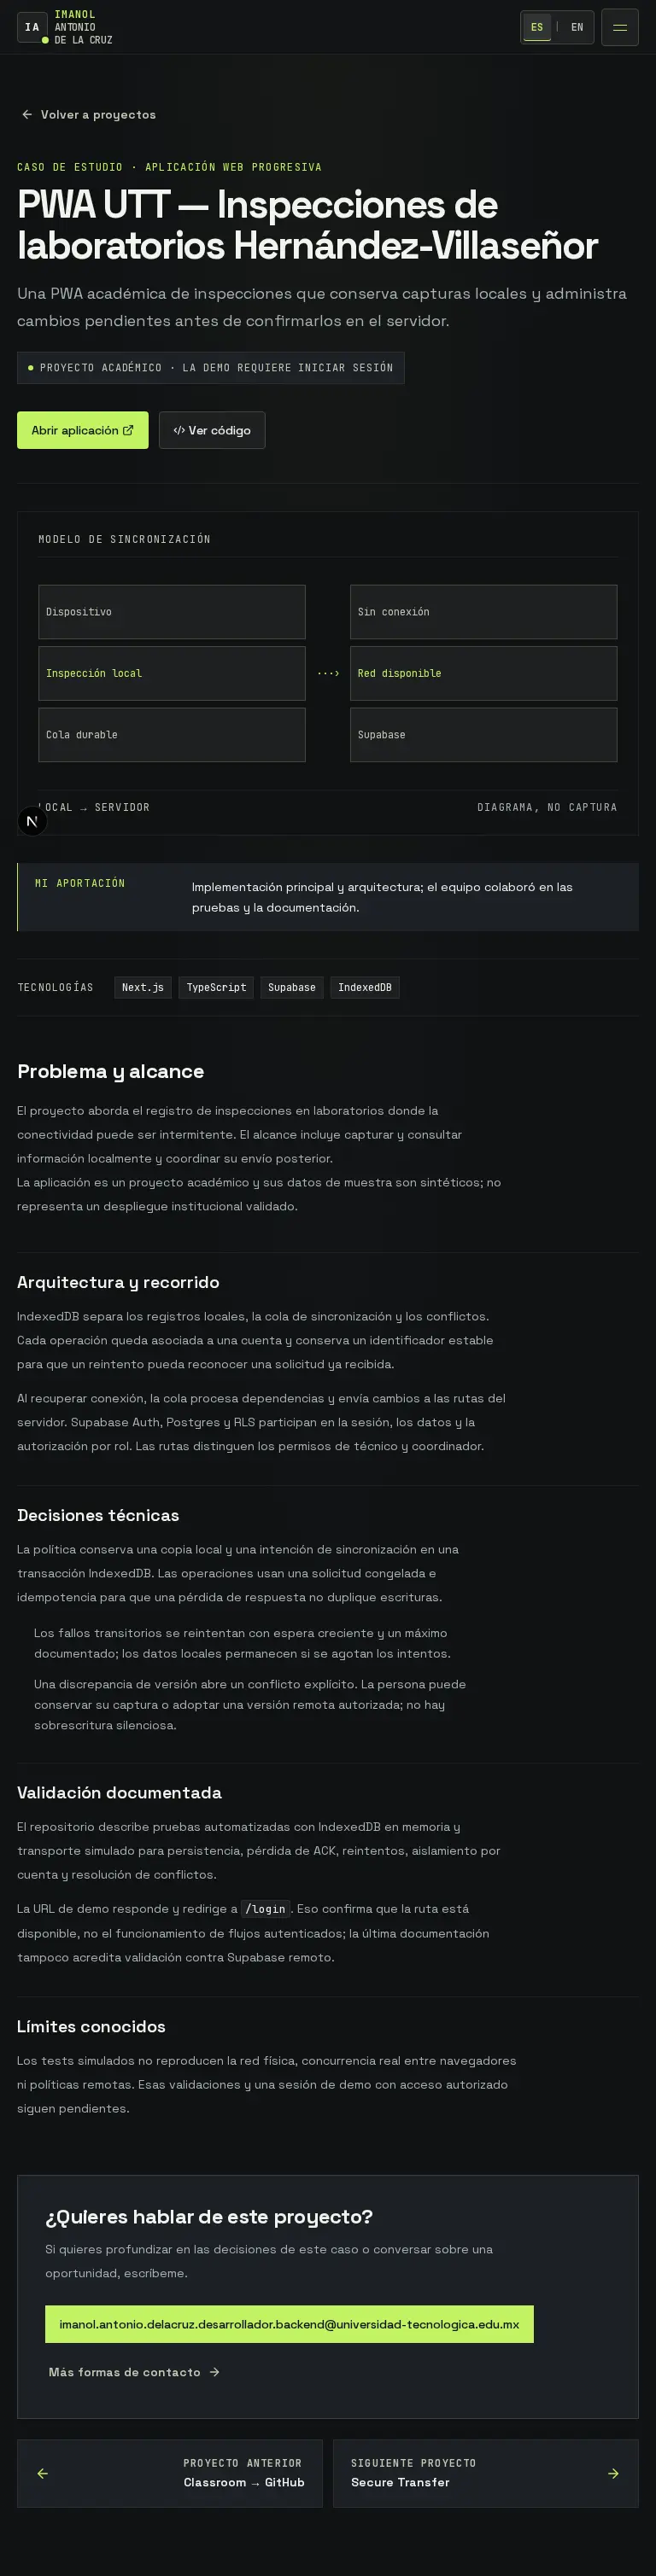 IA
IMANOL
ANTONIO
DE LA CRUZ
ES | EN
← Volver a proyectos
CASO DE ESTUDIO · APLICACIÓN WEB PROGRESIVA
PWA UTT — Inspecciones de
laboratorios Hernández-Villaseñor
Una PWA académica de inspecciones que conserva capturas locales y administra
cambios pendientes antes de confirmarlos en el servidor.
PROYECTO ACADÉMICO · LA DEMO REQUIERE INICIAR SESIÓN
Abrir aplicación
Ver código
MODELO DE SINCRONIZACIÓN
Dispositivo
Inspección local
Cola durable
···›
Sin conexión
Red disponible
Supabase
LOCAL → SERVIDOR
DIAGRAMA, NO CAPTURA
N
MI APORTACIÓN
Implementación principal y arquitectura; el equipo colaboró en las
pruebas y la documentación.
TECNOLOGÍAS
Next.js
TypeScript
Supabase
IndexedDB
Problema y alcance
El proyecto aborda el registro de inspecciones en laboratorios donde la
conectividad puede ser intermitente. El alcance incluye capturar y consultar
información localmente y coordinar su envío posterior.
La aplicación es un proyecto académico y sus datos de muestra son sintéticos; no
representa un despliegue institucional validado.
Arquitectura y recorrido
IndexedDB separa los registros locales, la cola de sincronización y los conflictos.
Cada operación queda asociada a una cuenta y conserva un identificador estable
para que un reintento pueda reconocer una solicitud ya recibida.
Al recuperar conexión, la cola procesa dependencias y envía cambios a las rutas del
servidor. Supabase Auth, Postgres y RLS participan en la sesión, los datos y la
autorización por rol. Las rutas distinguen los permisos de técnico y coordinador.
Decisiones técnicas
La política conserva una copia local y una intención de sincronización en una
transacción IndexedDB. Las operaciones usan una solicitud congelada e
idempotencia para que una pérdida de respuesta no duplique escrituras.
Los fallos transitorios se reintentan con espera creciente y un máximo
documentado; los datos locales permanecen si se agotan los intentos.
Una discrepancia de versión abre un conflicto explícito. La persona puede
conservar su captura o adoptar una versión remota autorizada; no hay
sobrescritura silenciosa.
Validación documentada
El repositorio describe pruebas automatizadas con IndexedDB en memoria y
transporte simulado para persistencia, pérdida de ACK, reintentos, aislamiento por
cuenta y resolución de conflictos.
La URL de demo responde y redirige a /login. Eso confirma que la ruta está
disponible, no el funcionamiento de flujos autenticados; la última documentación
tampoco acredita validación contra Supabase remoto.
Límites conocidos
Los tests simulados no reproducen la red física, concurrencia real entre navegadores
ni políticas remotas. Esas validaciones y una sesión de demo con acceso autorizado
siguen pendientes.
¿Quieres hablar de este proyecto?
Si quieres profundizar en las decisiones de este caso o conversar sobre una
oportunidad, escríbeme.
imanol.antonio.delacruz.desarrollador.backend@universidad-tecnologica.edu.mx
Más formas de contacto →
← PROYECTO ANTERIOR
Classroom → GitHub
SIGUIENTE PROYECTO →
Secure Transfer